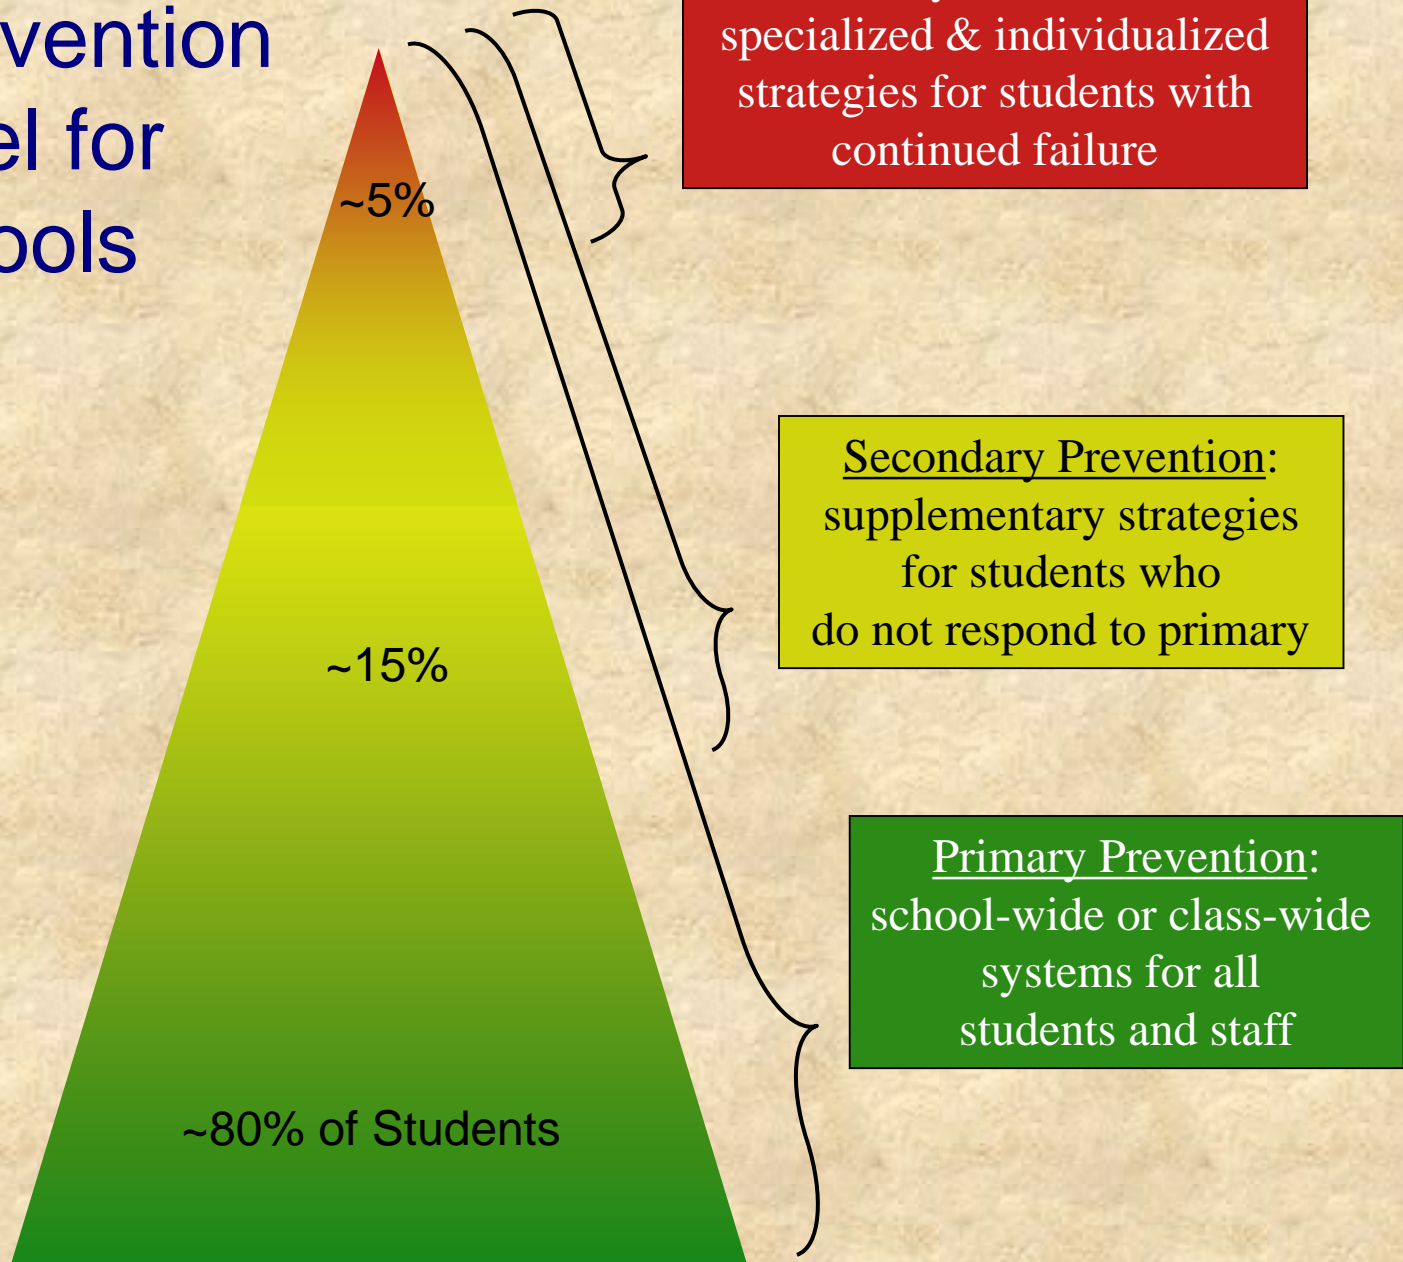 vention
el for
ools
specialized & individualized
strategies for students with
continued failure
~5%
Secondary Prevention:
supplementary strategies
for students who
do not respond to primary
~15%
Primary Prevention:
school-wide or class-wide
systems for all
students and staff
~80% of Students